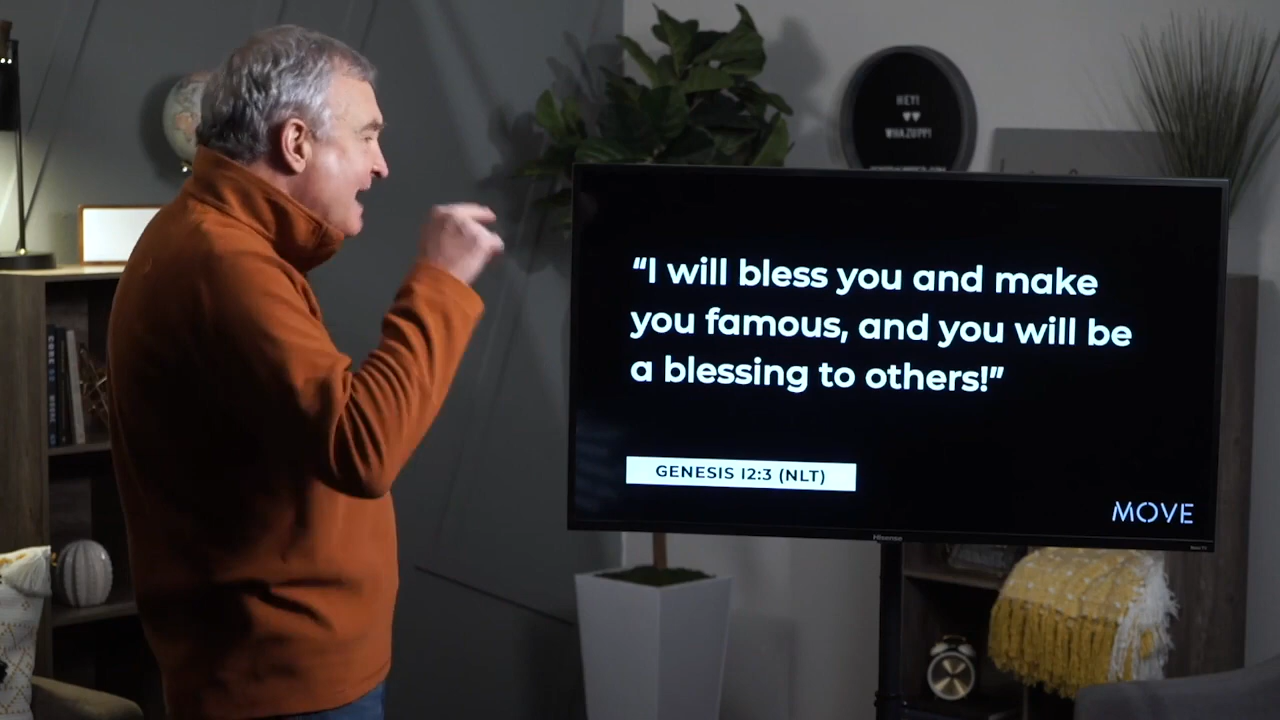 HEY!
♥♥
WHAZUPP!
“I will bless you and make
you famous, and you will be
a blessing to others!”
GENESIS 12:3 (NLT)
MOVE
Hisense